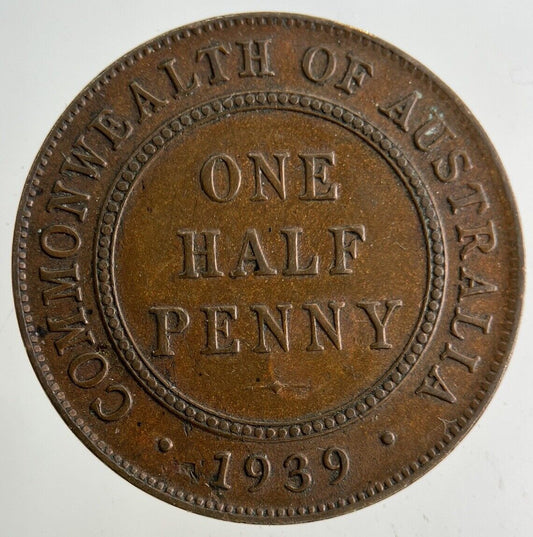 COMMONWEALTH OF AUSTRALIA
ONE
HALF
PENNY
· 1939 ·